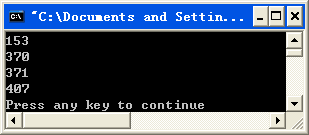 "C:\Documents and Settin...
153
370
371
407
Press any key to continue